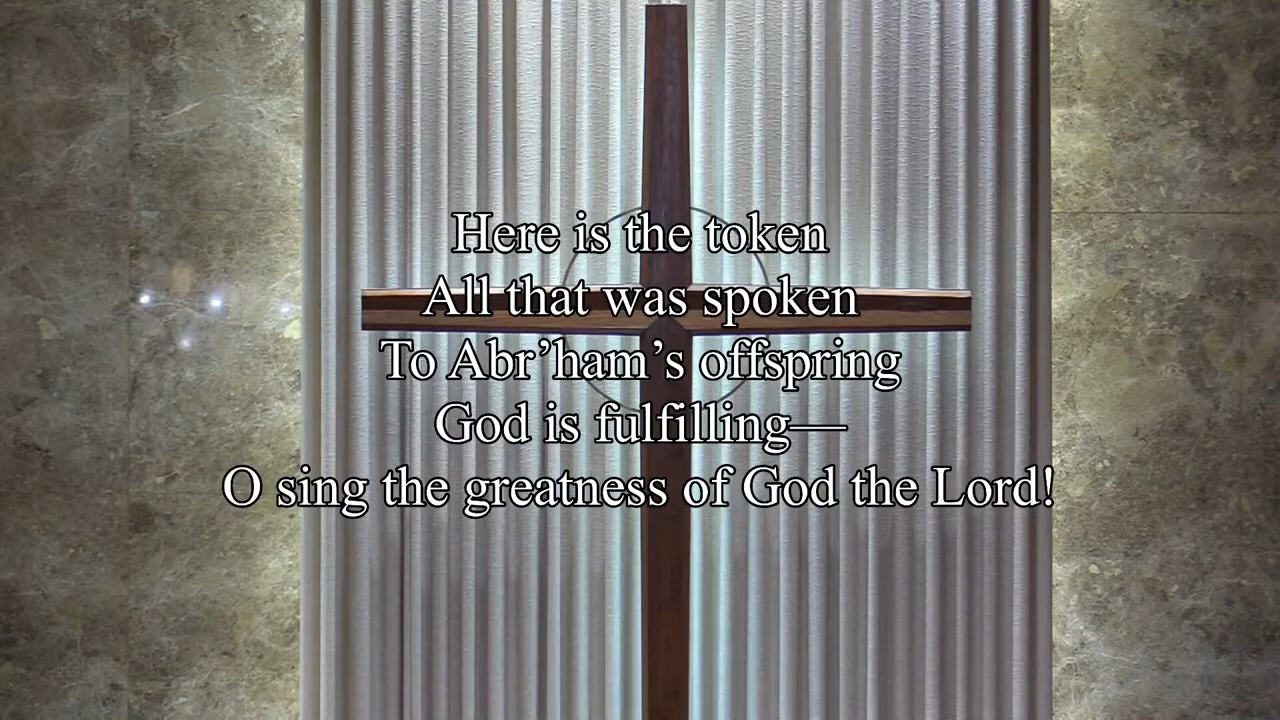 Here is the token
All that was spoken
To Abr’ham’s offspring
God is fulfilling—
O sing the greatness of God the Lord!